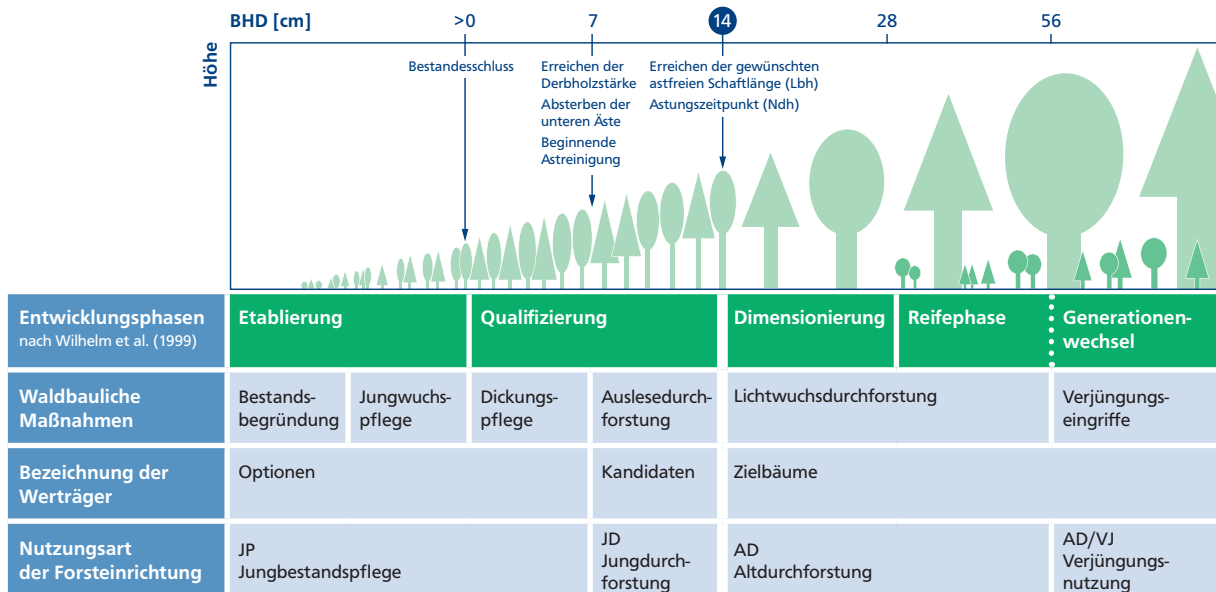 BHD [cm]
>0
7
14
28
56
Höhe
Bestandesschluss
Erreichen der
Derbholzstärke
Absterben der
unteren Äste
Beginnende
Astreinigung
Erreichen der gewünschten
astfreien Schaftlänge (Lbh)
Astungszeitpunkt (Ndh)
Entwicklungsphasen
nach Wilhelm et al. (1999)
Etablierung
Qualifizierung
Dimensionierung
Reifephase
Generationen-
wechsel
Waldbauliche
Maßnahmen
Bestands-
begründung
Jungwuchs-
pflege
Dickungs-
pflege
Auslesedurch-
forstung
Lichtwuchsdurchforstung
Verjüngungs-
eingriffe
Bezeichnung der
Werträger
Optionen
Kandidaten
Zielbäume
Nutzungsart
der Forsteinrichtung
JP
Jungbestandspflege
JD
Jungdurch-
forstung
AD
Altdurchforstung
AD/VJ
Verjüngungs-
nutzung